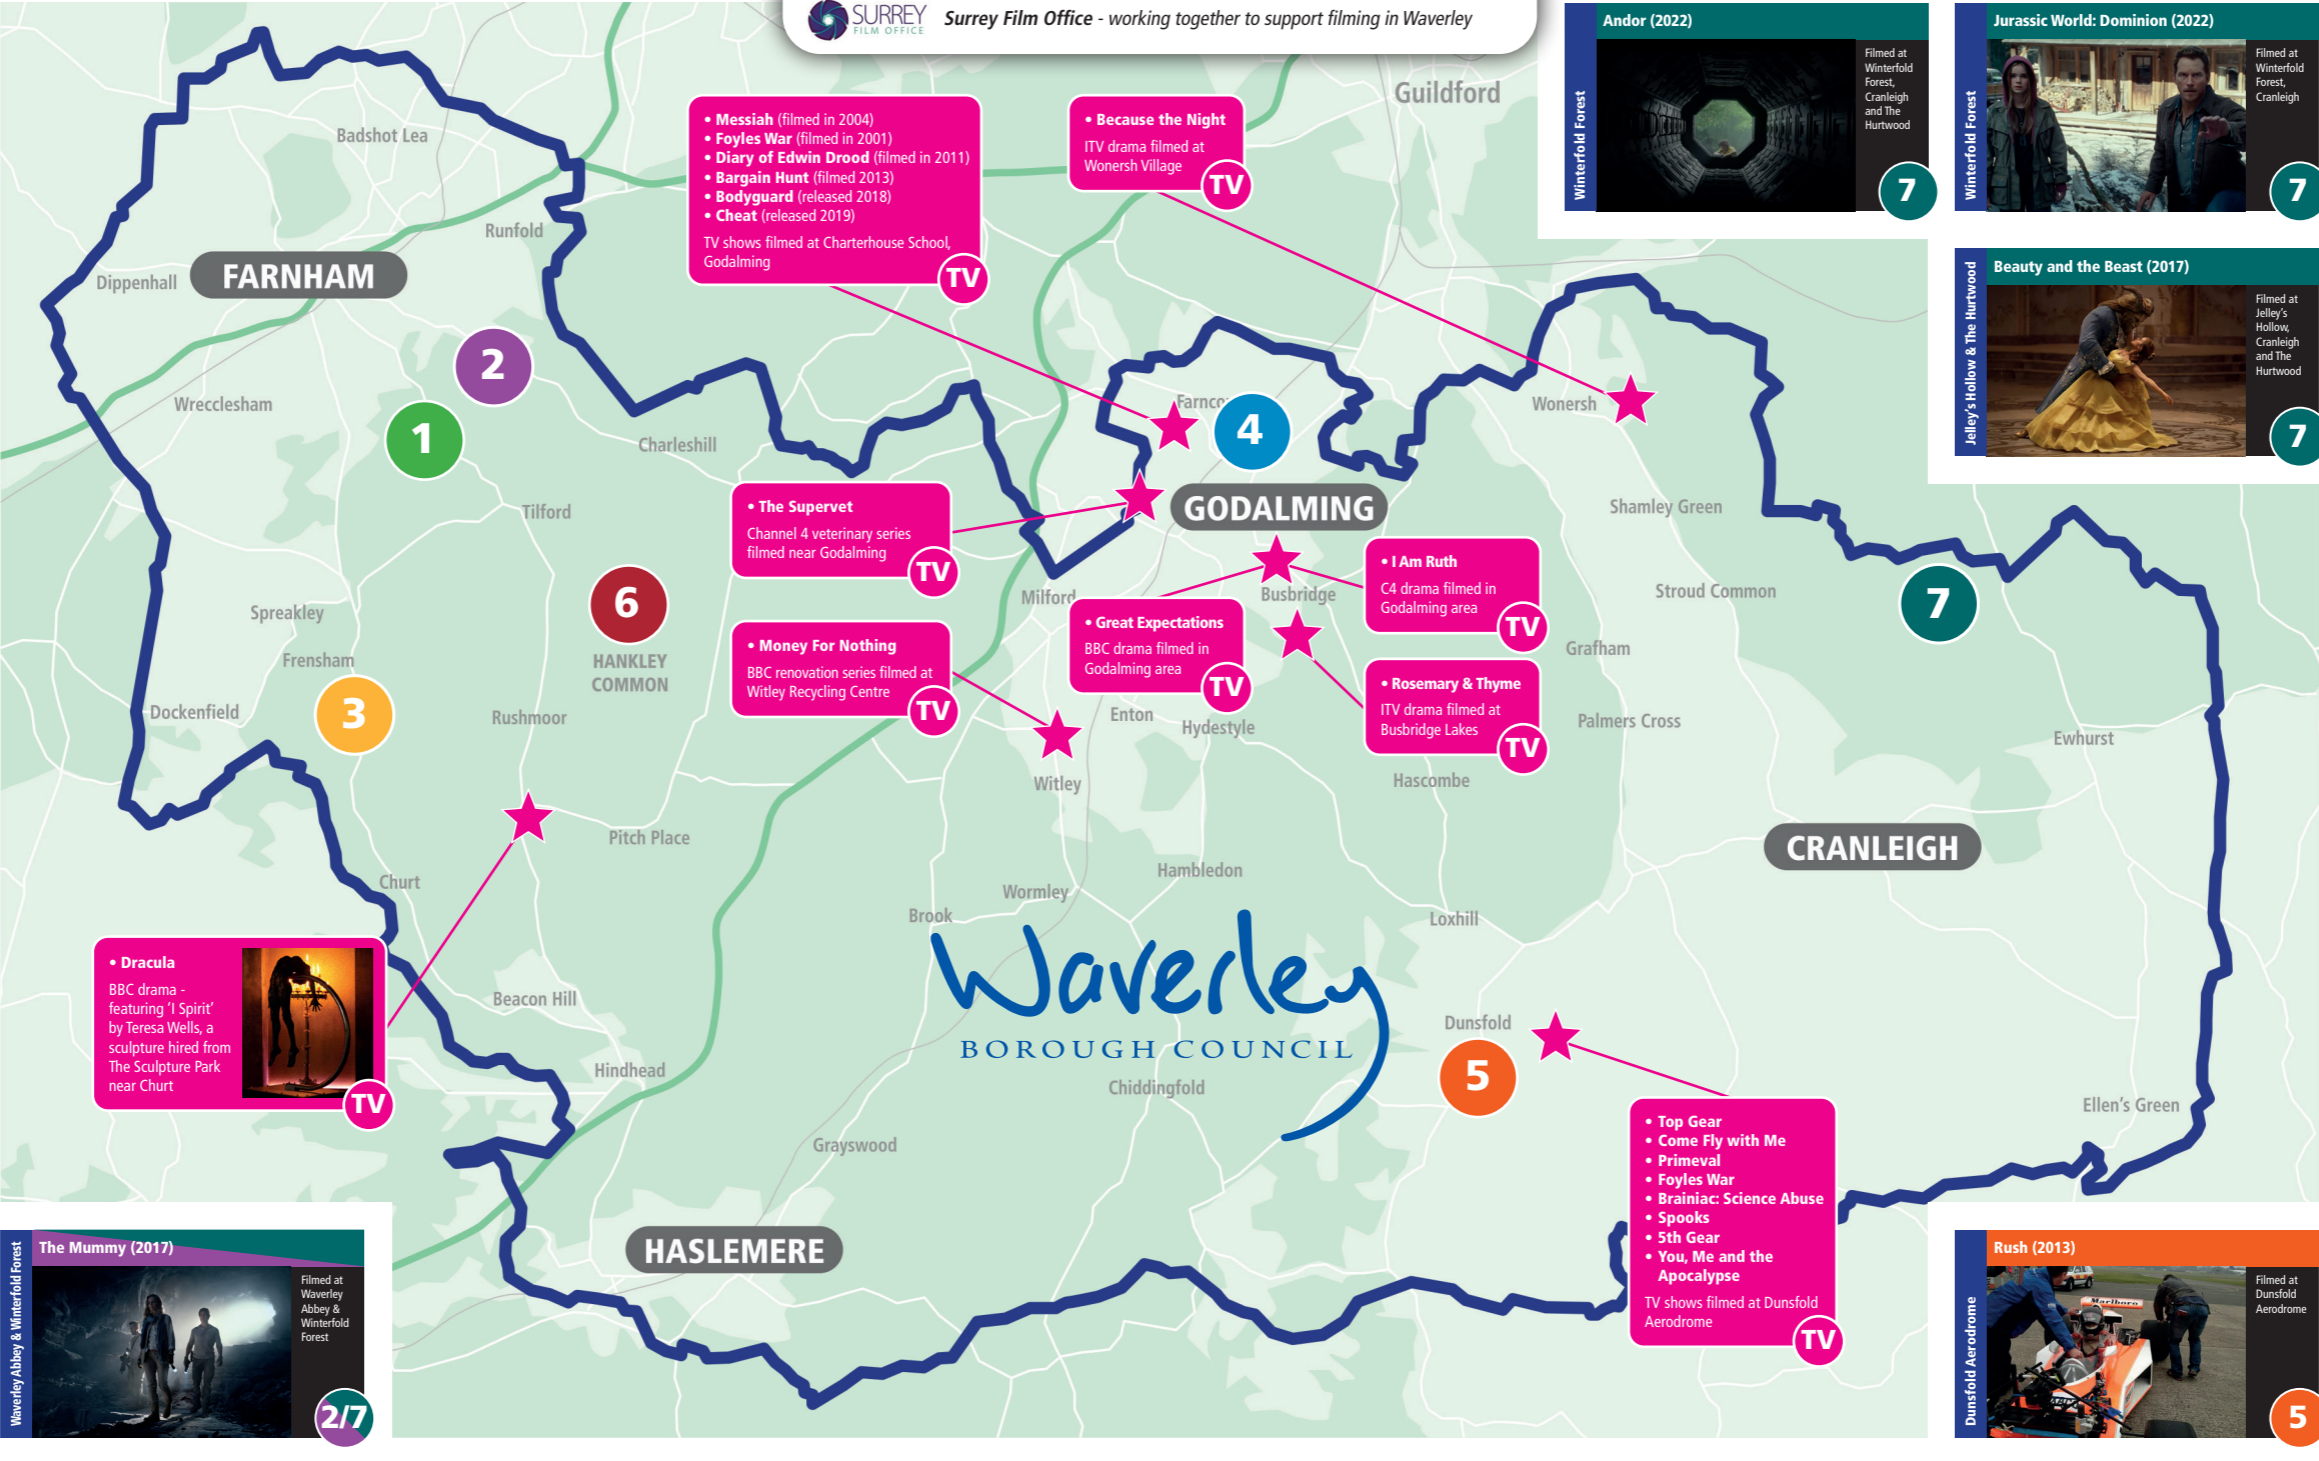 SURREY
FILM OFFICE
Surrey Film Office - working together to support filming in Waverley
Andor (2022)
Winterfold Forest
Filmed at
Winterfold
Forest,
Cranleigh
and The
Hurtwood
7
Jurassic World: Dominion (2022)
Winterfold Forest
Filmed at
Winterfold
Forest,
Cranleigh
7
Beauty and the Beast (2017)
Jelley's Hollow & The Hurtwood
Filmed at
Jelley's
Hollow,
Cranleigh
and The
Hurtwood
7
Guildford
• Messiah (filmed in 2004)
• Foyles War (filmed in 2001)
• Diary of Edwin Drood (filmed in 2011)
• Bargain Hunt (filmed 2013)
• Bodyguard (released 2018)
• Cheat (released 2019)
TV shows filmed at Charterhouse School,
Godalming
TV
• Because the Night
ITV drama filmed at
Wonersh Village
TV
Badshot Lea
Runfold
Dippenhall
FARNHAM
2
1
Wrecclesham
Charleshill
Farnco
4
Wonersh
GODALMING
Tilford
• The Supervet
Channel 4 veterinary series
filmed near Godalming
TV
Shamley Green
• I Am Ruth
C4 drama filmed in
Godalming area
TV
Stroud Common
7
6
HANKLEY
COMMON
Spreakley
Milford
Busbridge
• Great Expectations
BBC drama filmed in
Godalming area
TV
• Money For Nothing
BBC renovation series filmed at
Witley Recycling Centre
TV
Grafham
• Rosemary & Thyme
ITV drama filmed at
Busbridge Lakes
TV
Frensham
3
Dockenfield
Rushmoor
Enton
Hydestyle
Palmers Cross
Ewhurst
Witley
Hascombe
Pitch Place
CRANLEIGH
Churt
Hambledon
Wormley
Brook
Loxhill
Waverley
BOROUGH COUNCIL
• Dracula
BBC drama -
featuring 'I Spirit'
by Teresa Wells, a
sculpture hired from
The Sculpture Park
near Churt
TV
Beacon Hill
Dunsfold
5
Hindhead
Chiddingfold
Ellen's Green
Grayswood
• Top Gear
• Come Fly with Me
• Primeval
• Foyles War
• Brainiac: Science Abuse
• Spooks
• 5th Gear
• You, Me and the
Apocalypse
TV shows filmed at Dunsfold
Aerodrome
TV
HASLEMERE
The Mummy (2017)
Waverley Abbey & Winterfold Forest
Filmed at
Waverley
Abbey &
Winterfold
Forest
2/7
Rush (2013)
Dunsfold Aerodrome
Marlboro
Filmed at
Dunsfold
Aerodrome
5